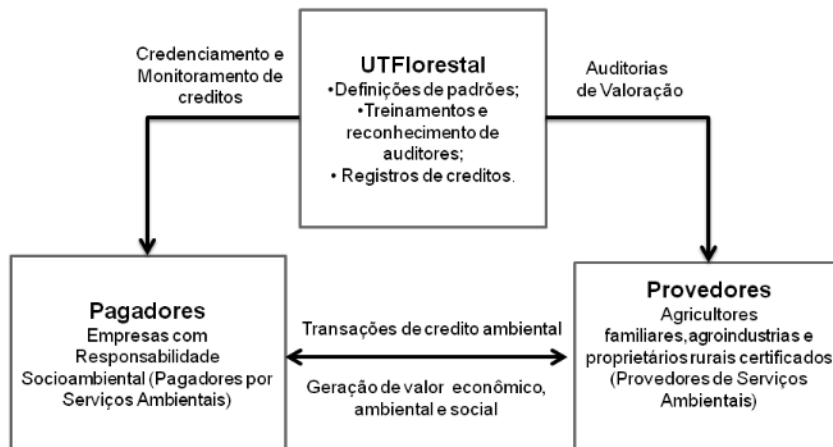 Credenciamento e
Monitoramento de
creditos
UTFlorestal
•Definições de padrões;
•Treinamentos e
reconhecimento de
auditores;
• Registros de creditos.
Auditorias
de Valoração
Pagadores
Empresas com
Responsabilidade
Socioambiental (Pagadores por
Serviços Ambientais)
Transações de credito ambiental
Geração de valor econômico,
ambiental e social
Provedores
Agricultores
familiares,agroindustrias e
proprietários rurais certificados
(Provedores de Serviços
Ambientais)